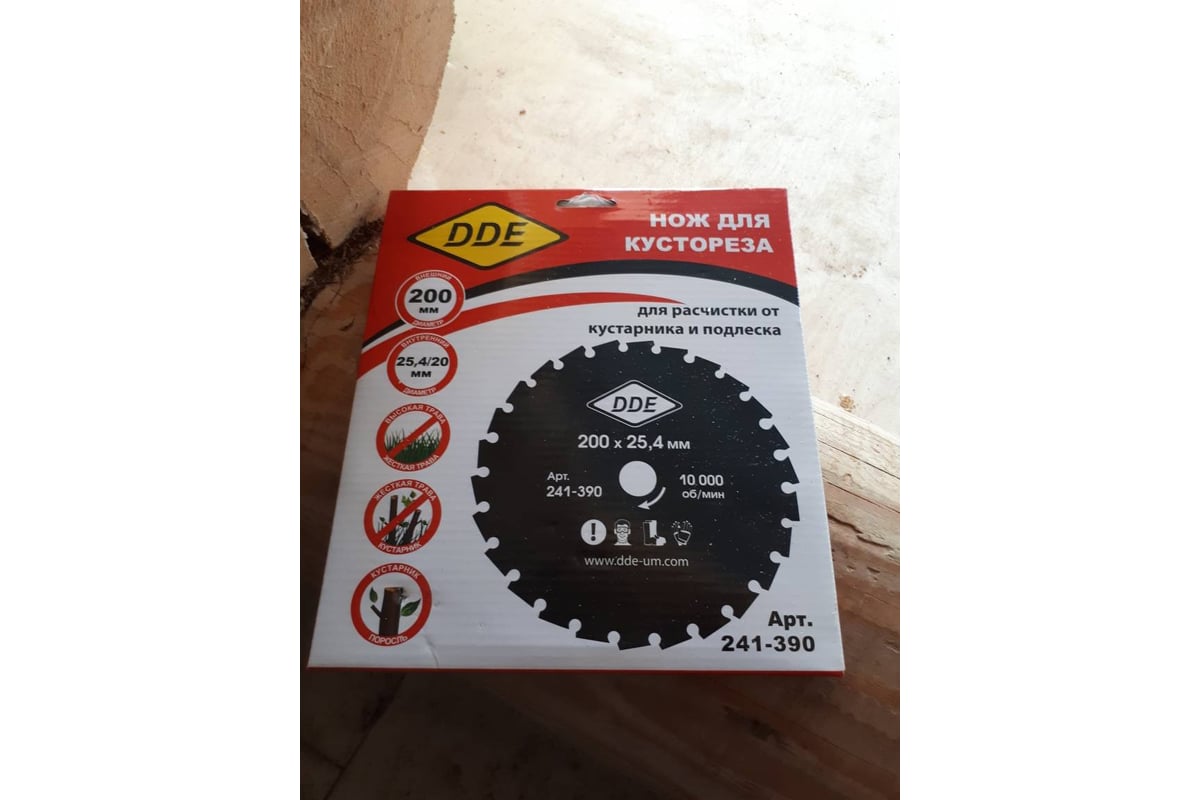 DDE
НОЖ ДЛЯ
КУСТОРЕЗА
ВНЕШНИЙ
200
мм
ДИАМЕТР
для расчистки от
кустарника и подлеска
ВНУТРЕННИЙ
25,4/20
мм
ДИАМЕТР
ВЫСОКАЯ ТРАВА
ЖЕСТКАЯ ТРАВА
ЖЕСТКАЯ ТРАВА
КУСТАРНИК
КУСТАРНИК
ПОРОСЛЬ
DDE
200 x 25,4 мм
Арт.
241-390
10 000
об/мин
www.dde-um.com
Арт.
241-390